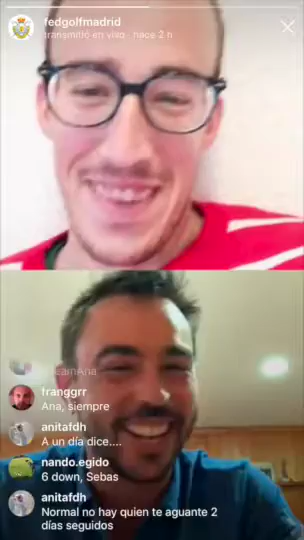 fedgolfmadrid
transmitió en vivo · hace 2 h
franggrr
Ana, siempre
anitafdh
A un día dice....
nando.egido
6 down, Sebas
anitafdh
Normal no hay quien te aguante 2
días seguidos